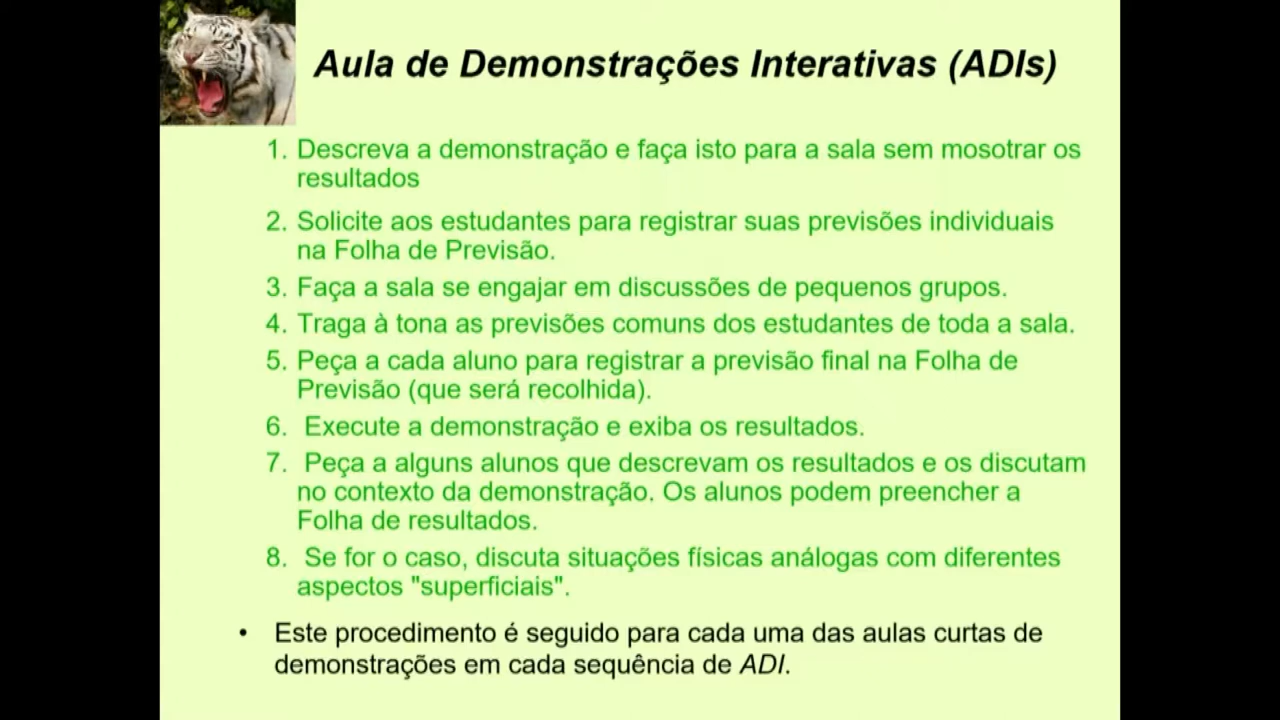 Aula de Demonstrações Interativas (ADIs)
1. Descreva a demonstração e faça isto para a sala sem mosotrar os
resultados
2. Solicite aos estudantes para registrar suas previsões individuais
na Folha de Previsão.
3. Faça a sala se engajar em discussões de pequenos grupos.
4. Traga à tona as previsões comuns dos estudantes de toda a sala.
5. Peça a cada aluno para registrar a previsão final na Folha de
Previsão (que será recolhida).
6. Execute a demonstração e exiba os resultados.
7. Peça a alguns alunos que descrevam os resultados e os discutam
no contexto da demonstração. Os alunos podem preencher a
Folha de resultados.
8. Se for o caso, discuta situações físicas análogas com diferentes
aspectos "superficiais".
• Este procedimento é seguido para cada uma das aulas curtas de
demonstrações em cada sequência de ADI.